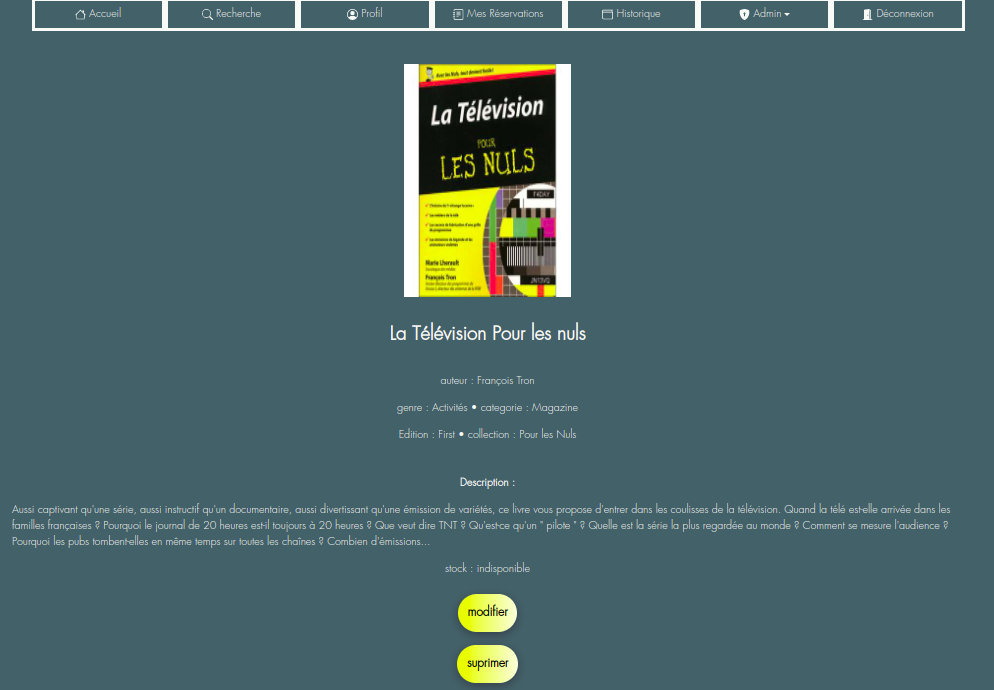 Accueil
Recherche
Profil
Mes Réservations
Historique
Admin
Déconnexion
Avec les Nuls, tout devient facile !
La Télévision
POUR
LES NULS
Marie Lherault
François Tron
La Télévision Pour les nuls
auteur : François Tron
genre : Activités • categorie : Magazine
Edition : First • collection : Pour les Nuls
Description :
Aussi captivant qu'une série, aussi instructif qu'un documentaire, aussi divertissant qu'une émission de variétés, ce livre vous propose d'entrer dans les coulisses de la télévision. Quand la télé est-elle arrivée dans les
familles françaises ? Pourquoi le journal de 20 heures est-il toujours à 20 heures ? Que veut dire TNT ? Qu'est-ce qu'un " pilote " ? Quelle est la série la plus regardée au monde ? Comment se mesure l'audience ?
Pourquoi les pubs tombent-elles en même temps sur toutes les chaînes ? Combien d'émissions...
stock : indisponible
modifier
suprimer